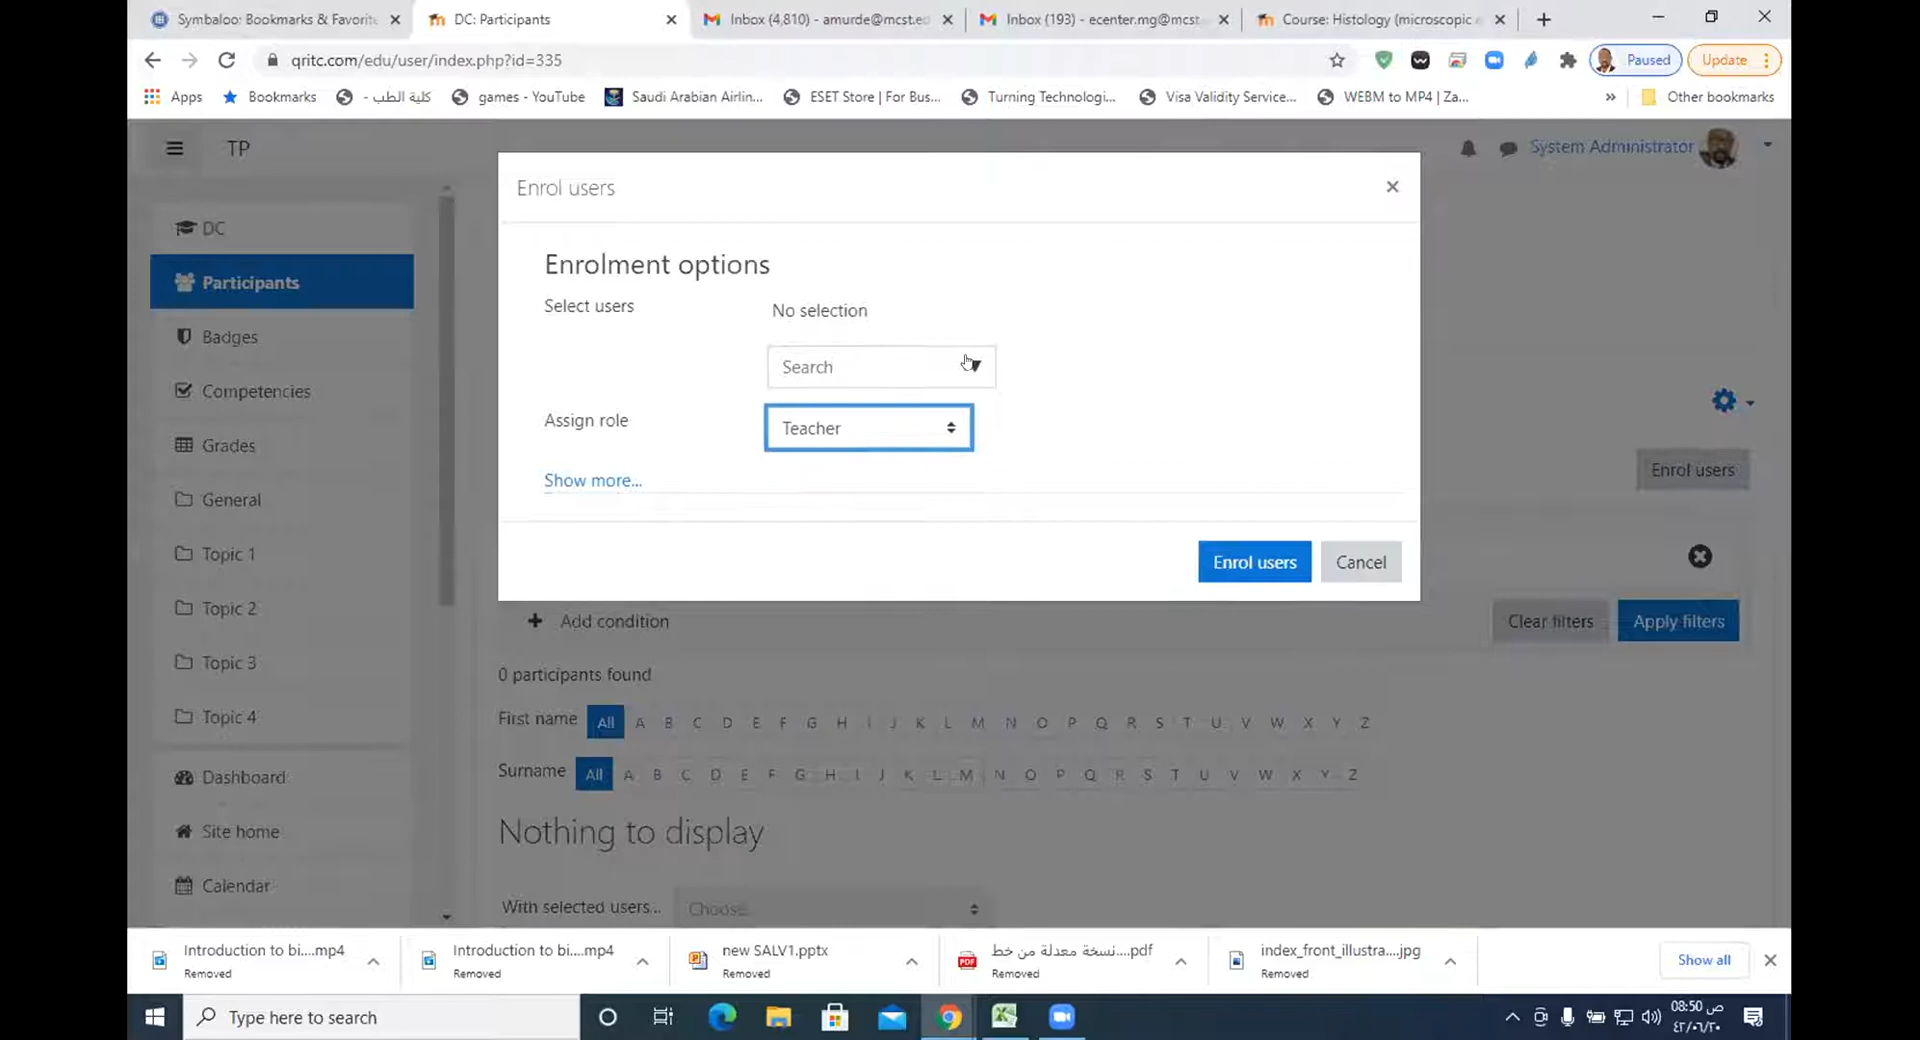 Symbaloo: Bookmarks & Favorite
DC: Participants
Inbox (4,810) - amurde@mcst.ed
Inbox (193) - ecenter.mg@mcst.
Course: Histology (microscopic
qritc.com/edu/user/index.php?id=335
Paused
Update
Apps
Bookmarks
كلية الطب -
games - YouTube
Saudi Arabian Airlin...
ESET Store | For Bus...
Turning Technologi...
Visa Validity Service...
WEBM to MP4 | Za...
»
Other bookmarks
TP
System Administrator
Enrol users
DC
Participants
Badges
Competencies
Grades
General
Topic 1
Topic 2
Topic 3
Topic 4
Dashboard
Site home
Calendar
Enrolment options
Select users
No selection
Search
Assign role
Teacher
Show more...
Enrol users
Cancel
Enrol users
Add condition
Clear filters
Apply filters
0 participants found
First name All A B C D E F G H I J K L M N O P Q R S T U V W X Y Z
Surname All A B C D E F G H I J K L M N O P Q R S T U V W X Y Z
Nothing to display
With selected users...
Choose...
Introduction to bi....mp4
Removed
Introduction to bi....mp4
Removed
new SALV1.pptx
Removed
نسخة معدلة من خط....pdf
Removed
index_front_illustra....jpg
Removed
Show all
Type here to search
08:50 ص
٤٢/٠٦/٢٠